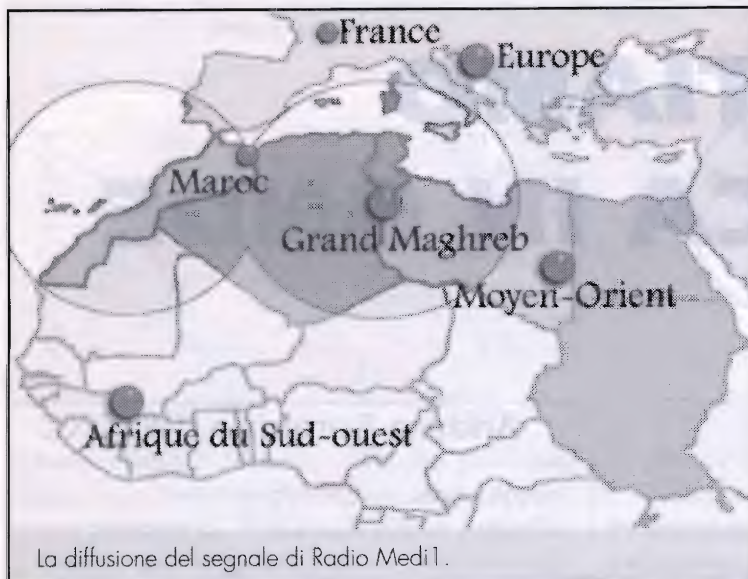 France
Europe
Maroc
Grand Maghreb
Moyen-Orient
Afrique du Sud-ouest
La diffusione del segnale di Radio Medi1.